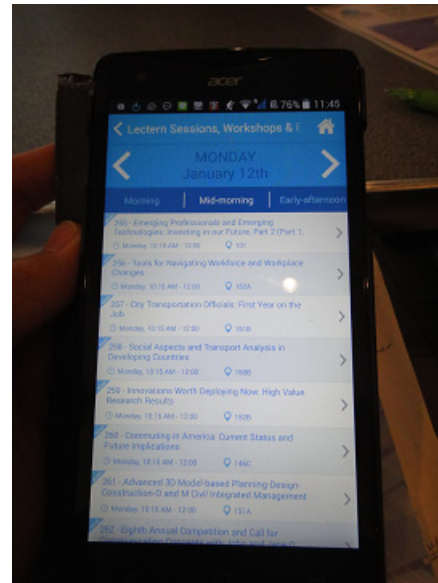 acer
76% 11:45
Lectern Sessions, Workshops & E
MONDAY
January 12th
Morning
Mid-morning
Early-afternoon
255 - Emerging Professionals and Emerging
Technologies: Investing in our Future, Part 2 (Part 1,
Monday, 10:15 AM - 12:00 101
256 - Tools for Navigating Workforce and Workplace
Changes
Monday, 10:15 AM - 12:00 152A
257 - City Transportation Officials: First Year on the
Job
Monday, 10:15 AM - 12:00
258 - Social Aspects and Transport Analysis in
Developing Countries
Monday, 10:15 AM - 12:00
259 - Innovations Worth Deploying Now: High Value
Research Results
Monday, 10:15 AM - 12:00
260 - Commuting in America: Current Status and
Future Implications
Monday, 10:15 AM - 12:00 146C
261 - Advanced 3D Model-based Planning-Design-
Construction-O and M Civil Integrated Management
Monday, 10:15 AM - 12:00 151A
262 - Eighth Annual Competition and Call for
Communicating Concepts with John and Jane